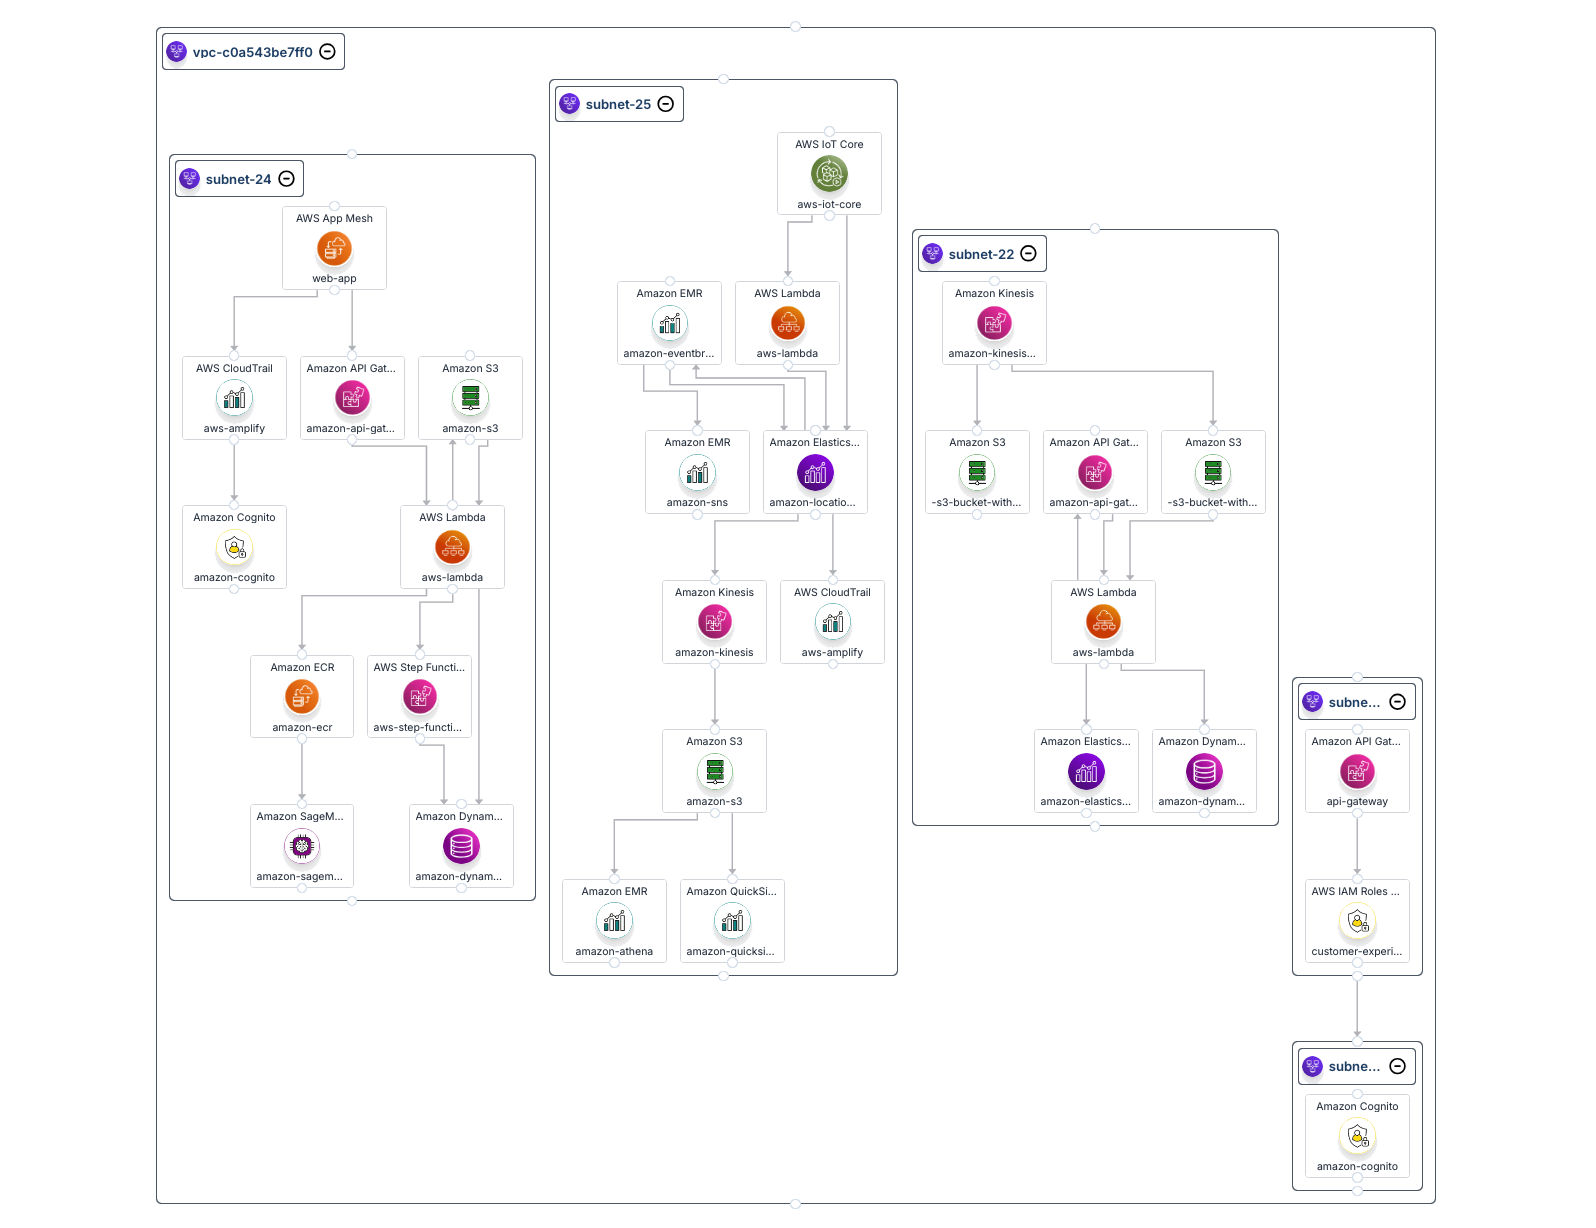 vpc-c0a543be7ff0
subnet-24
AWS App Mesh
web-app
AWS CloudTrail
aws-amplify
Amazon API Gat...
amazon-api-gat...
Amazon S3
amazon-s3
Amazon Cognito
amazon-cognito
AWS Lambda
aws-lambda
Amazon ECR
amazon-ecr
AWS Step Functi...
aws-step-functi...
Amazon SageM...
amazon-sagem...
Amazon Dynam...
amazon-dynam...
subnet-25
AWS IoT Core
aws-iot-core
Amazon EMR
amazon-eventbr...
AWS Lambda
aws-lambda
Amazon EMR
amazon-sns
Amazon Elastics...
amazon-locatio...
Amazon Kinesis
amazon-kinesis
AWS CloudTrail
aws-amplify
Amazon S3
amazon-s3
Amazon EMR
amazon-athena
Amazon QuickSi...
amazon-quicksi...
subnet-22
Amazon Kinesis
amazon-kinesis...
Amazon S3
-s3-bucket-with...
Amazon API Gat...
amazon-api-gat...
Amazon S3
-s3-bucket-with...
AWS Lambda
aws-lambda
Amazon Elastics...
amazon-elastics...
Amazon Dynam...
amazon-dynam...
subne...
Amazon API Gat...
api-gateway
AWS IAM Roles ...
customer-experi...
subne...
Amazon Cognito
amazon-cognito